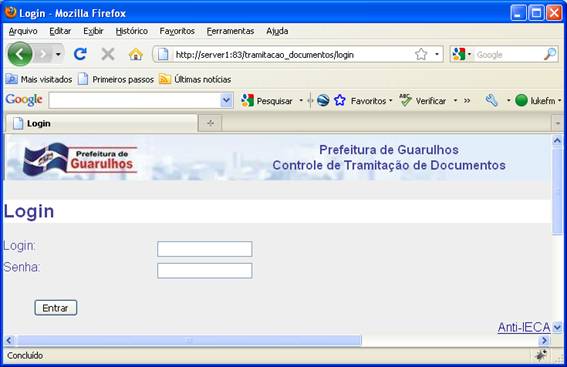 Login - Mozilla Firefox
Arquivo Editar Exibir Histórico Favoritos Ferramentas Ajuda
http://server1:83/tramitacao_documentos/login
Google
Mais visitados Primeiros passos Últimas notícias
Google Pesquisar Favoritos ABC Verificar » lukefm
Login
Prefeitura de
Guarulhos
Prefeitura de Guarulhos
Controle de Tramitação de Documentos
Login
Login:
Senha:
Entrar
Anti-IECA
Concluído